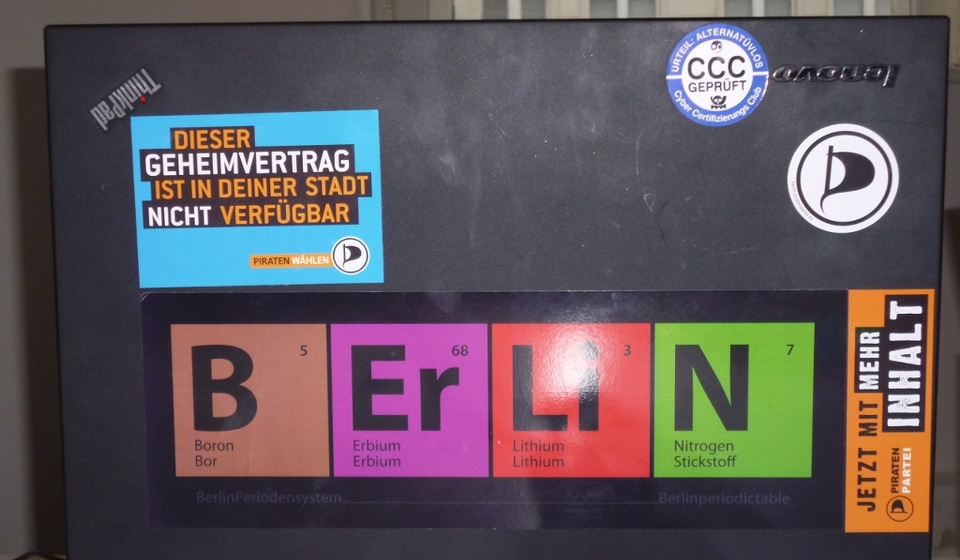 ThinkPad
URTEIL: ALTERNATÜVLOS
CCC
GEPRÜFT
Cyber Certifizierungs Club
lenovo
DIESER
GEHEIMVERTRAG
IST IN DEINER STADT
NICHT VERFÜGBAR
PIRATEN WÄHLEN
B 5
Boron
Bor
Er 68
Erbium
Erbium
Li 3
Lithium
Lithium
N 7
Nitrogen
Stickstoff
BerlinPeriodensystem
Berlinperiodictable
JETZT MIT MEHR
INHALT
PIRATEN
PARTEI